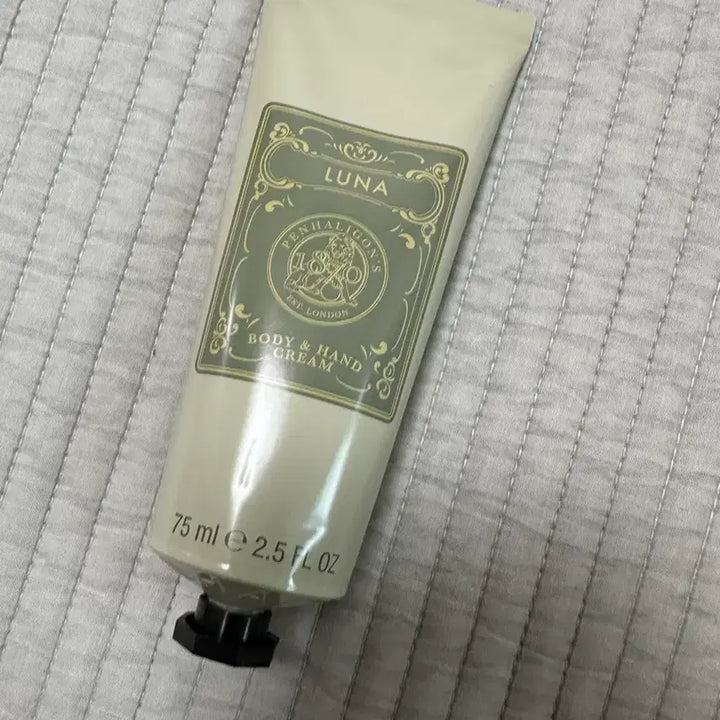 LUNA
PENHALIGON'S
1870
EST. LONDON
BODY & HAND
CREAM
75 ml ℮ 2.5 FL OZ